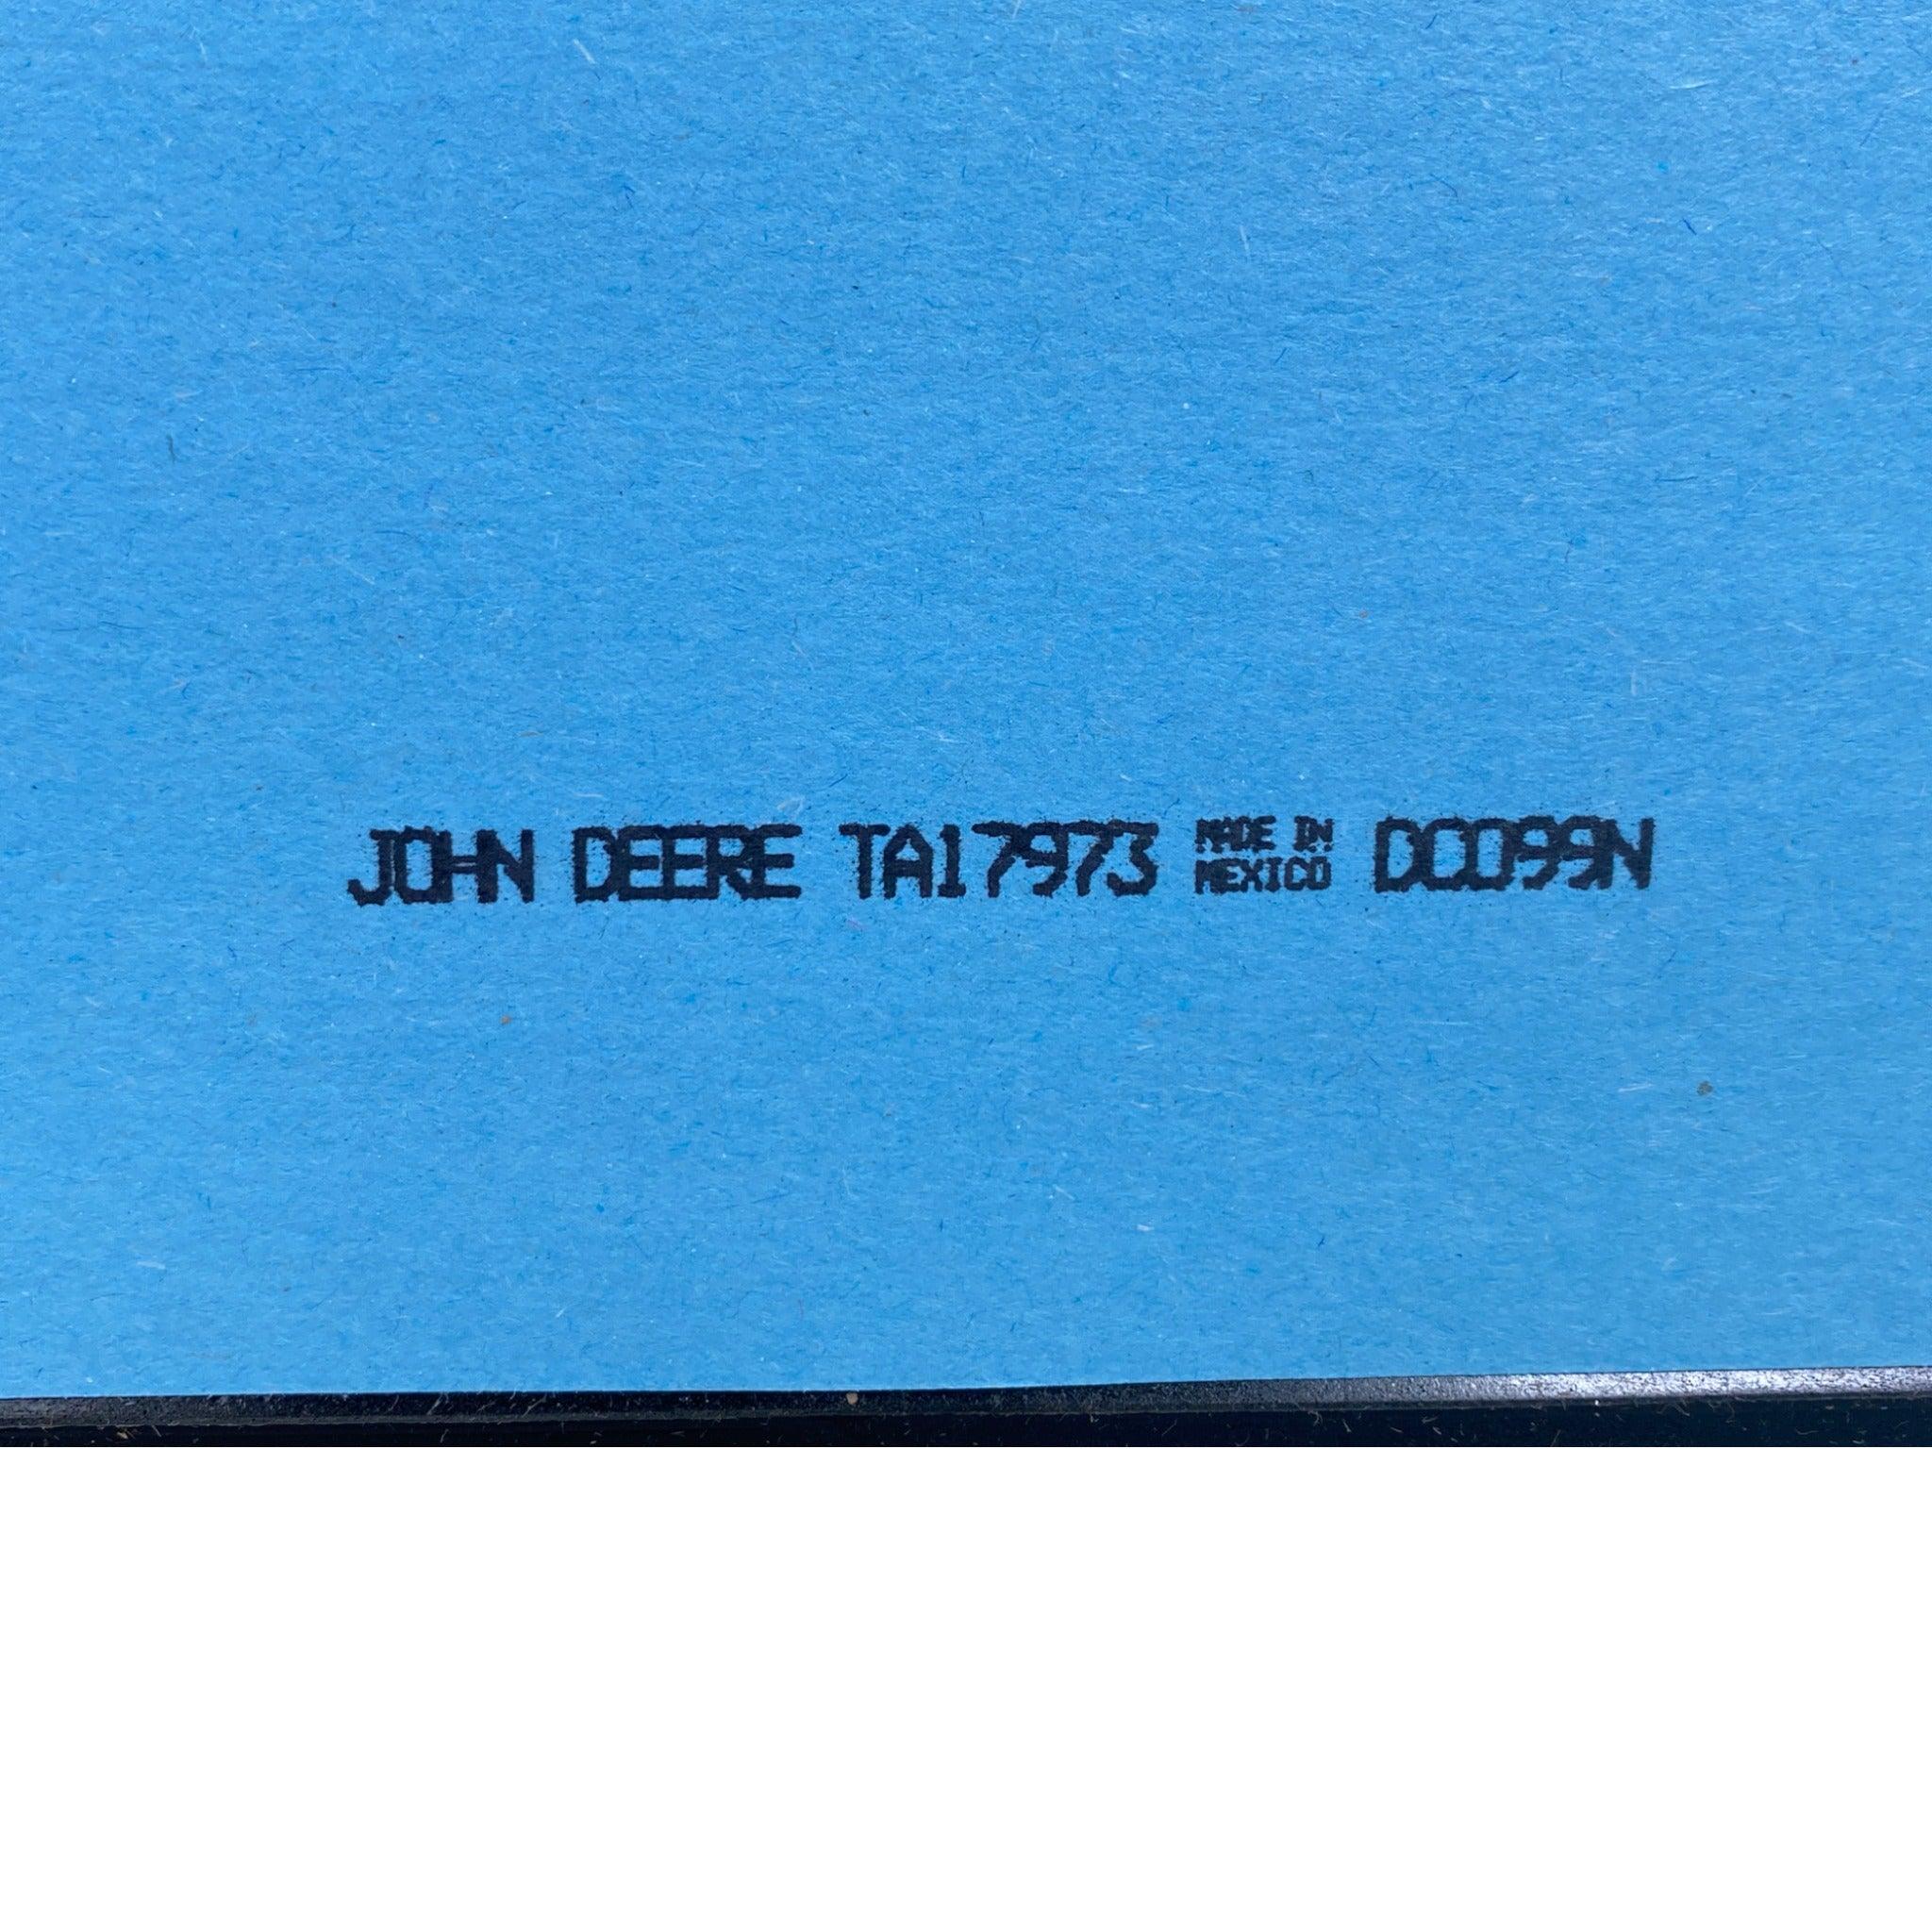 JOHN DEERE TA17973 MADE IN
MEXICO DC099N